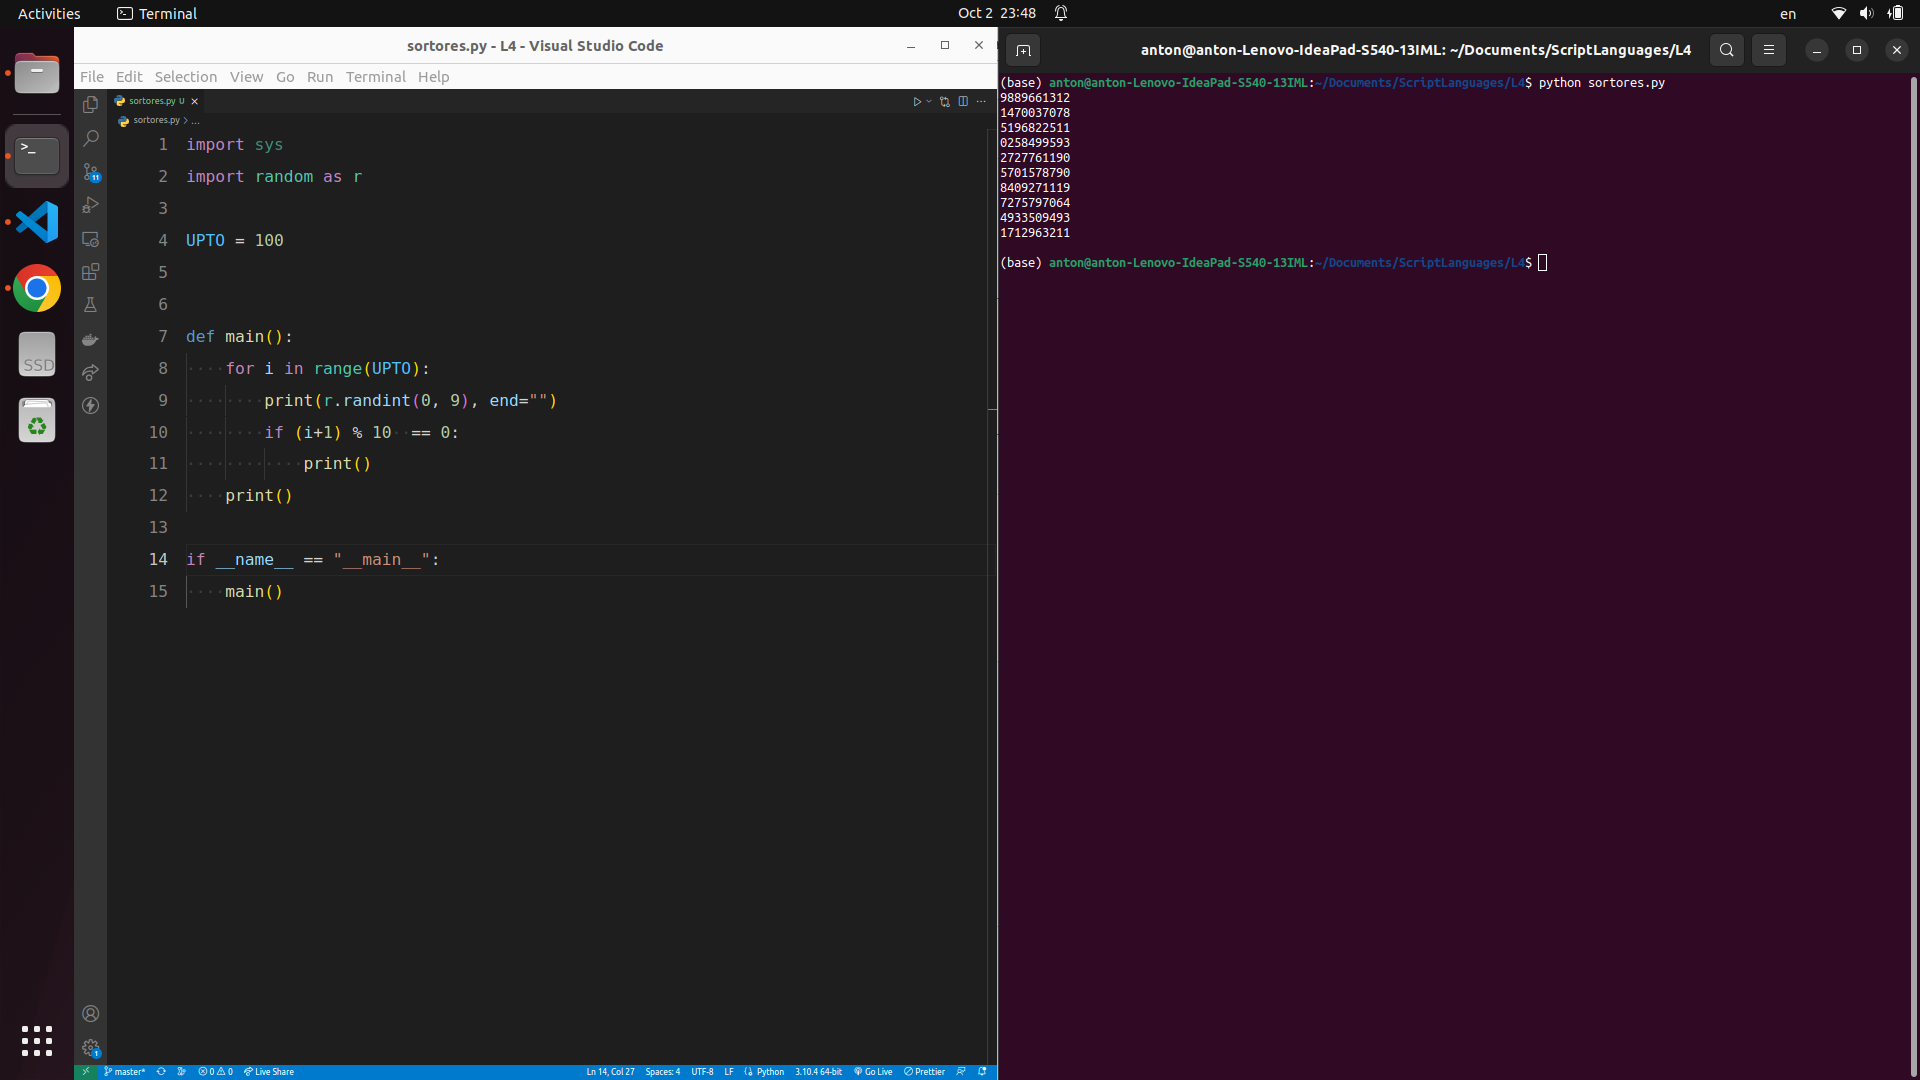 Activities
Terminal
Oct 2 23:48
en
sortores.py - L4 - Visual Studio Code
File Edit Selection View Go Run Terminal Help
sortores.py U
sortores.py > ...
1 import sys
2 import random as r
3
4 UPTO = 100
5
6
7 def main():
8 ····for i in range(UPTO):
9 ········print(r.randint(0, 9), end="")
10 ········if (i+1) % 10··== 0:
11 ············print()
12 ····print()
13
14 if __name__ == "__main__":
15 ····main()
11
SSD
1
master* 0 0 Live Share
Ln 14, Col 27 Spaces: 4 UTF-8 LF Python 3.10.4 64-bit Go Live Prettier
anton@anton-Lenovo-IdeaPad-S540-13IML: ~/Documents/ScriptLanguages/L4
(base) anton@anton-Lenovo-IdeaPad-S540-13IML:~/Documents/ScriptLanguages/L4$ python sortores.py
9889661312
1470037078
5196822511
0258499593
2727761190
5701578790
8409271119
7275797064
4933509493
1712963211
(base) anton@anton-Lenovo-IdeaPad-S540-13IML:~/Documents/ScriptLanguages/L4$